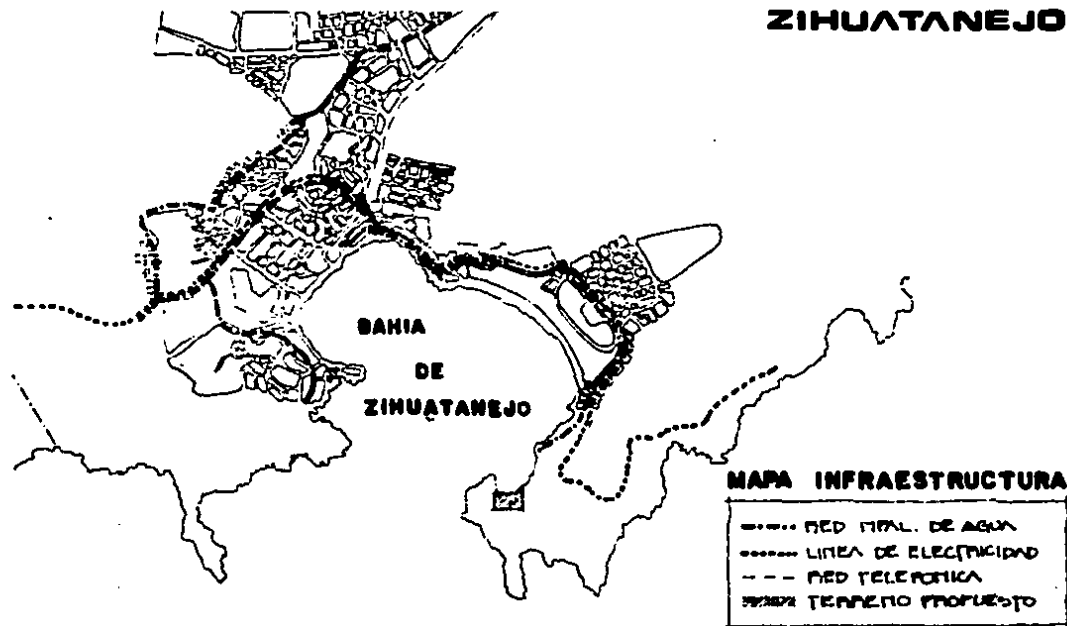 ZIHUATANEJO
BAHIA
DE
ZIHUATANEJO
MAPA INFRAESTRUCTURA
RED MPAL. DE AGUA
LINEA DE ELECTRICIDAD
RED TELEFONICA
TERRENO PROPUESTO